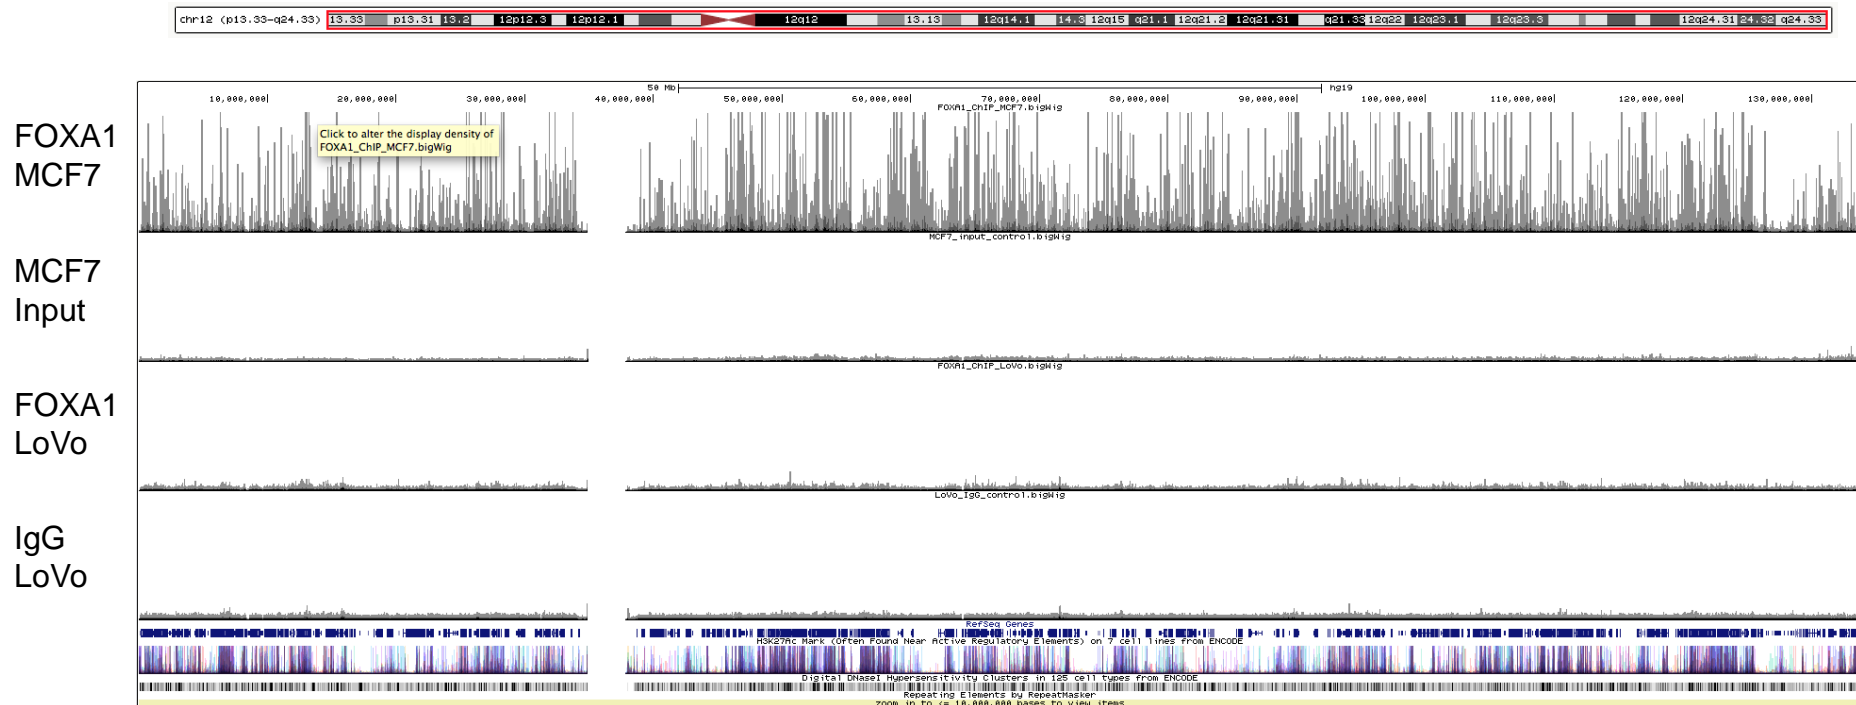 chr12 (p13.33-q24.33) 13.33 p13.31 13.2 12p12.3 12p12.1 12q12 13.13 12q14.1 14.3 12q15 q21.1 12q21.2 12q21.31 q21.33 12q22 12q23.1 12q23.3 12q24.31 24.32 q24.33
50 Mb hg19
10,000,000 20,000,000 30,000,000 40,000,000 50,000,000 60,000,000 70,000,000 80,000,000 90,000,000 100,000,000 110,000,000 120,000,000 130,000,000
FOXA1_ChIP_MCF7.bigWig
FOXA1
MCF7
Click to alter the display density of
FOXA1_ChIP_MCF7.bigWig
MCF7_input_control.bigWig
MCF7
Input
FOXA1_ChIP_LoVo.bigWig
FOXA1
LoVo
LoVo_IgG_control.bigWig
IgG
LoVo
RefSeq Genes
H3K27Ac Mark (Often Found Near Active Regulatory Elements) on 7 cell lines from ENCODE
Digital DNaseI Hypersensitivity Clusters in 125 cell types from ENCODE
Repeating Elements by RepeatMasker
zoom in to <= 10,000,000 bases to view items